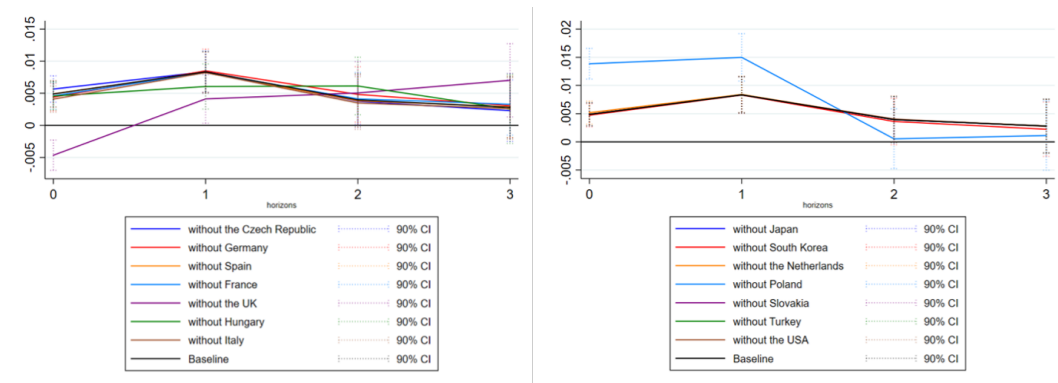 .015
.01
.005
0
-.005
0 1 2 3
horizons
without the Czech Republic 90% CI
without Germany 90% CI
without Spain 90% CI
without France 90% CI
without the UK 90% CI
without Hungary 90% CI
without Italy 90% CI
Baseline 90% CI
.02
.015
.01
.005
0
-.005
0 1 2 3
horizons
without Japan 90% CI
without South Korea 90% CI
without the Netherlands 90% CI
without Poland 90% CI
without Slovakia 90% CI
without Turkey 90% CI
without the USA 90% CI
Baseline 90% CI